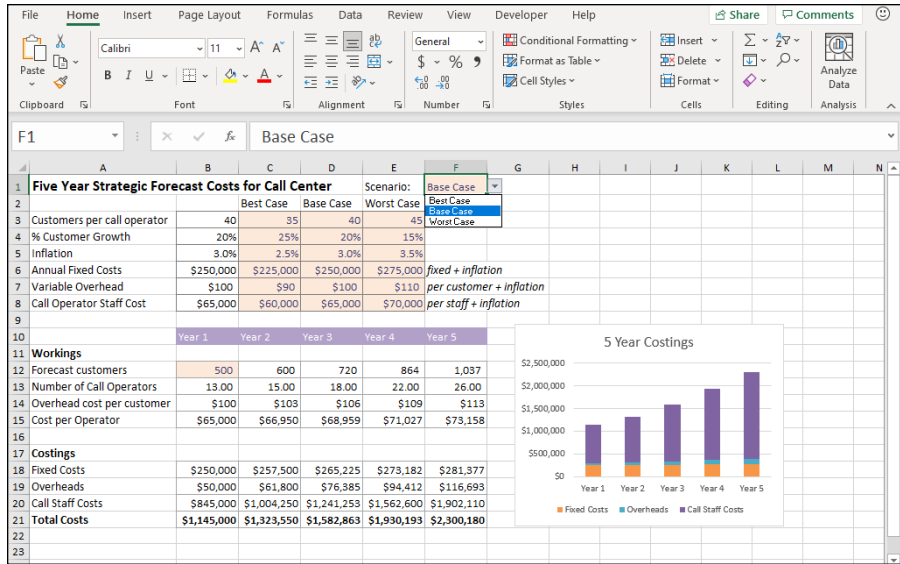 File Home Insert Page Layout Formulas Data Review View Developer Help Share Comments
Calibri 11 A^ A˅ ab General Conditional Formatting Insert Σ
Paste B I U A $ % 9 Format as Table Delete Analyze
Cell Styles Format Data
Clipboard Font Alignment Number Styles Cells Editing Analysis
F1 fx Base Case
A B C D E F G H I J K L M N
1 Five Year Strategic Forecast Costs for Call Center Scenario: Base Case
2 Best Case Base Case Worst Case Best Case
Base Case
3 Customers per call operator 40 35 40 45 Worst Case
4 % Customer Growth 20% 25% 20% 15%
5 Inflation 3.0% 2.5% 3.0% 3.5%
6 Annual Fixed Costs $250,000 $225,000 $250,000 $275,000 fixed + inflation
7 Variable Overhead $100 $90 $100 $110 per customer + inflation
8 Call Operator Staff Cost $65,000 $60,000 $65,000 $70,000 per staff + inflation
9
10 Year 1 Year 2 Year 3 Year 4 Year 5
11 Workings
12 Forecast customers 500 600 720 864 1,037
13 Number of Call Operators 13.00 15.00 18.00 22.00 26.00
14 Overhead cost per customer $100 $103 $106 $109 $113
15 Cost per Operator $65,000 $66,950 $68,959 $71,027 $73,158
16
17 Costings
18 Fixed Costs $250,000 $257,500 $265,225 $273,182 $281,377
19 Overheads $50,000 $61,800 $76,385 $94,412 $116,693
20 Call Staff Costs $845,000 $1,004,250 $1,241,253 $1,562,600 $1,902,110
21 Total Costs $1,145,000 $1,323,550 $1,582,863 $1,930,193 $2,300,180
22
23
5 Year Costings
$2,500,000
$2,000,000
$1,500,000
$1,000,000
$500,000
$0
Year 1 Year 2 Year 3 Year 4 Year 5
Fixed Costs Overheads Call Staff Costs